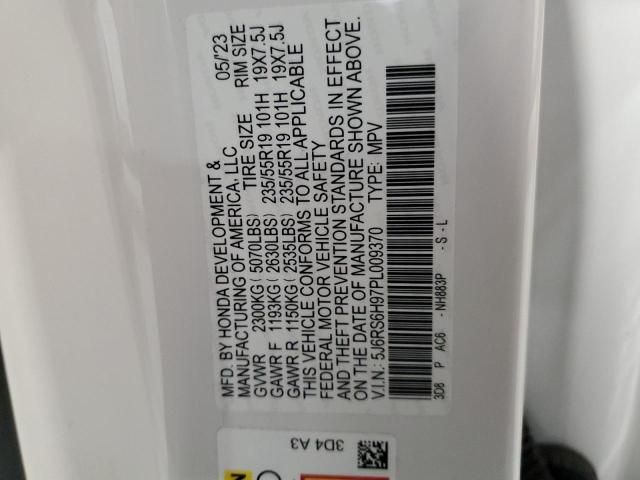 MFD. BY HONDA DEVELOPMENT & 05/'23
MANUFACTURING OF AMERICA, LLC
TIRE SIZE RIM SIZE
GVWR 2300KG ( 5070LBS)
GAWR F 1193KG ( 2630LBS) 235/55R19 101H 19X7.5J
GAWR R 1150KG ( 2535LBS) 235/55R19 101H 19X7.5J
THIS VEHICLE CONFORMS TO ALL APPLICABLE
FEDERAL MOTOR VEHICLE SAFETY
AND THEFT PREVENTION STANDARDS IN EFFECT
ON THE DATE OF MANUFACTURE SHOWN ABOVE.
V.I.N.: 5J6RS6H97PL009370 TYPE: MPV
3D8 P AC6 - NH883P - S - L
3D4 A3